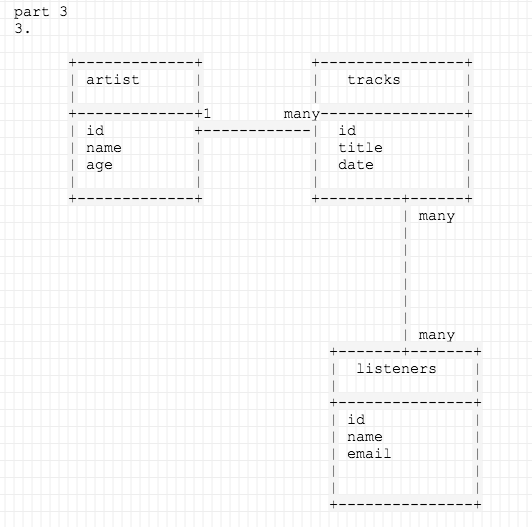 part 3
3.
artist
tracks
1 many
id
name
age
id
title
date
many
many
listeners
id
name
email